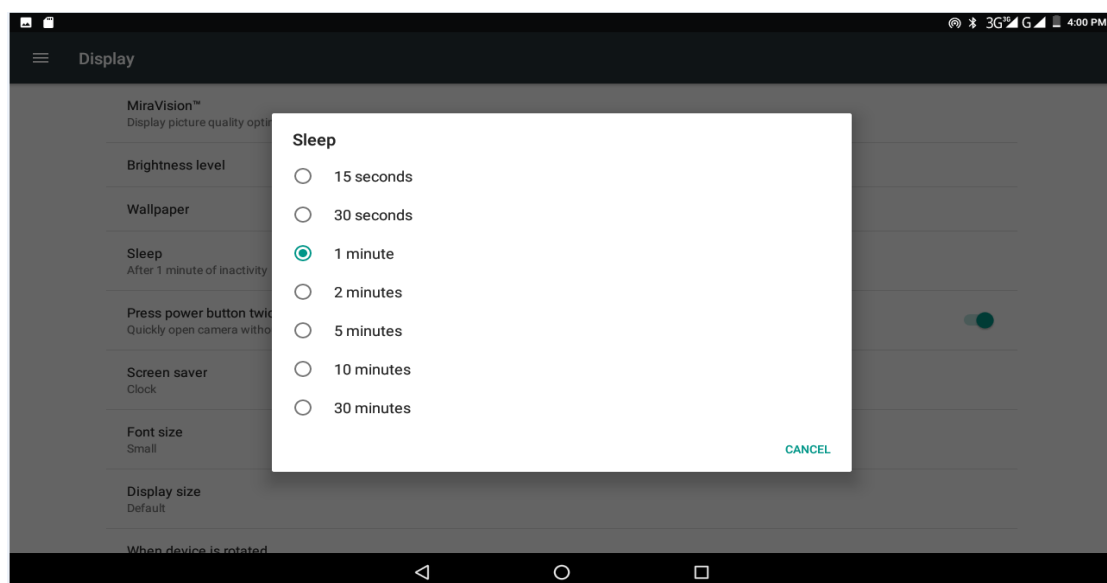 3G 3G G 4:00 PM
Display
MiraVision™
Display picture quality opti
Brightness level
Wallpaper
Sleep
After 1 minute of inactivity
Press power button twic
Quickly open camera witho
Screen saver
Clock
Font size
Small
Display size
Default
When device is rotated
Sleep
15 seconds
30 seconds
1 minute
2 minutes
5 minutes
10 minutes
30 minutes
CANCEL